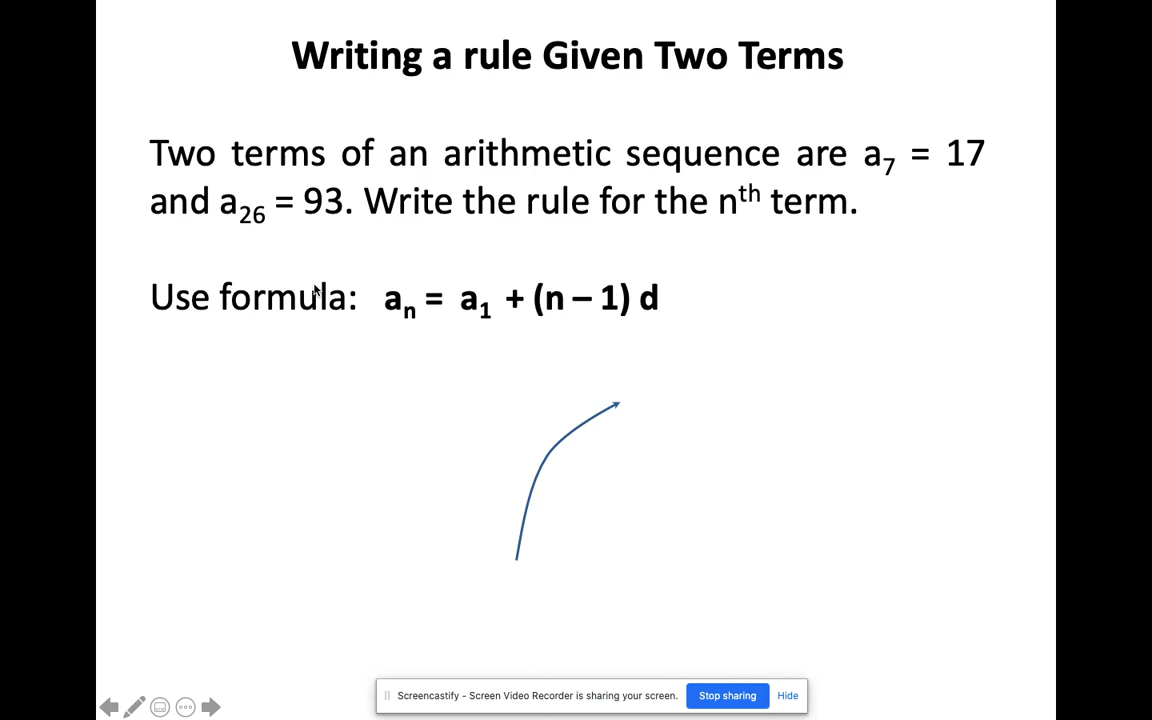 Writing a rule Given Two Terms
Two terms of an arithmetic sequence are a₇ = 17
and a₂₆ = 93. Write the rule for the nᵗʰ term.
Use formula: aₙ = a₁ + (n – 1) d
Screencastify - Screen Video Recorder is sharing your screen. Stop sharing Hide